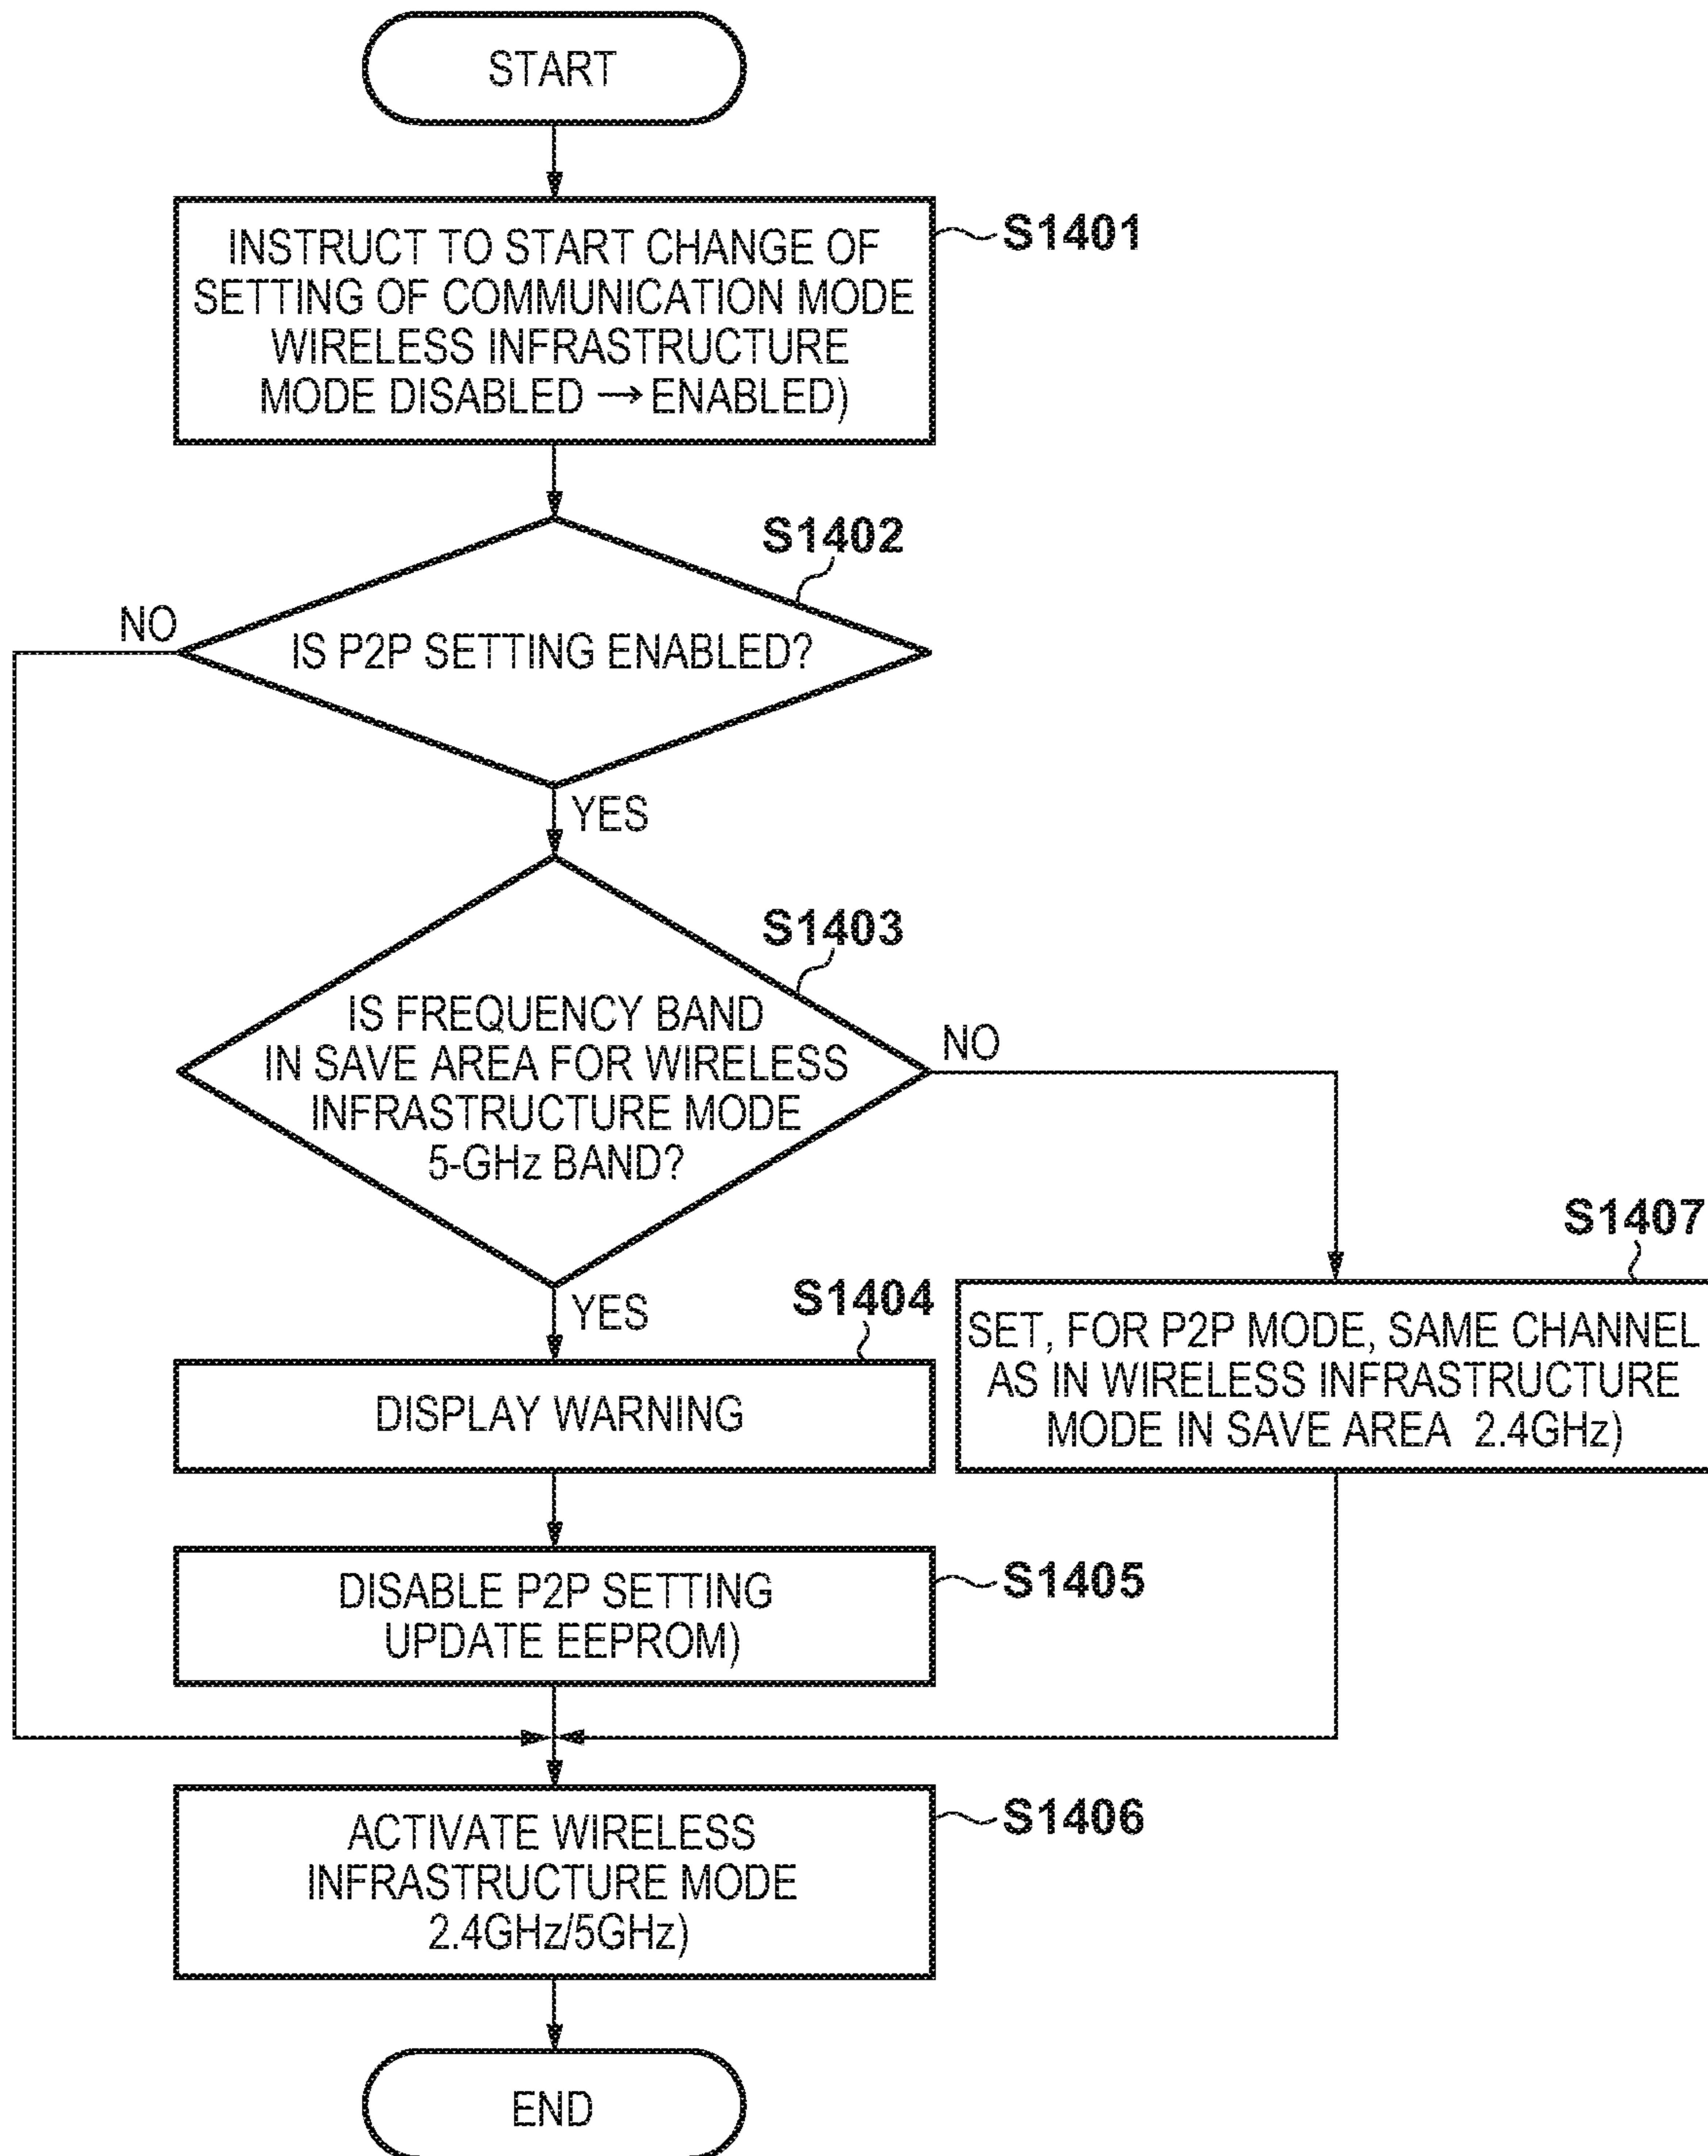 START
INSTRUCT TO START CHANGE OF
SETTING OF COMMUNICATION MODE
WIRELESS INFRASTRUCTURE
MODE DISABLED → ENABLED)
S1401
S1402
NO
IS P2P SETTING ENABLED?
YES
S1403
IS FREQUENCY BAND
IN SAVE AREA FOR WIRELESS
INFRASTRUCTURE MODE
5-GHz BAND?
NO
YES
S1404
DISPLAY WARNING
S1407
SET, FOR P2P MODE, SAME CHANNEL
AS IN WIRELESS INFRASTRUCTURE
MODE IN SAVE AREA 2.4GHz)
DISABLE P2P SETTING
UPDATE EEPROM)
S1405
ACTIVATE WIRELESS
INFRASTRUCTURE MODE
2.4GHz/5GHz)
S1406
END